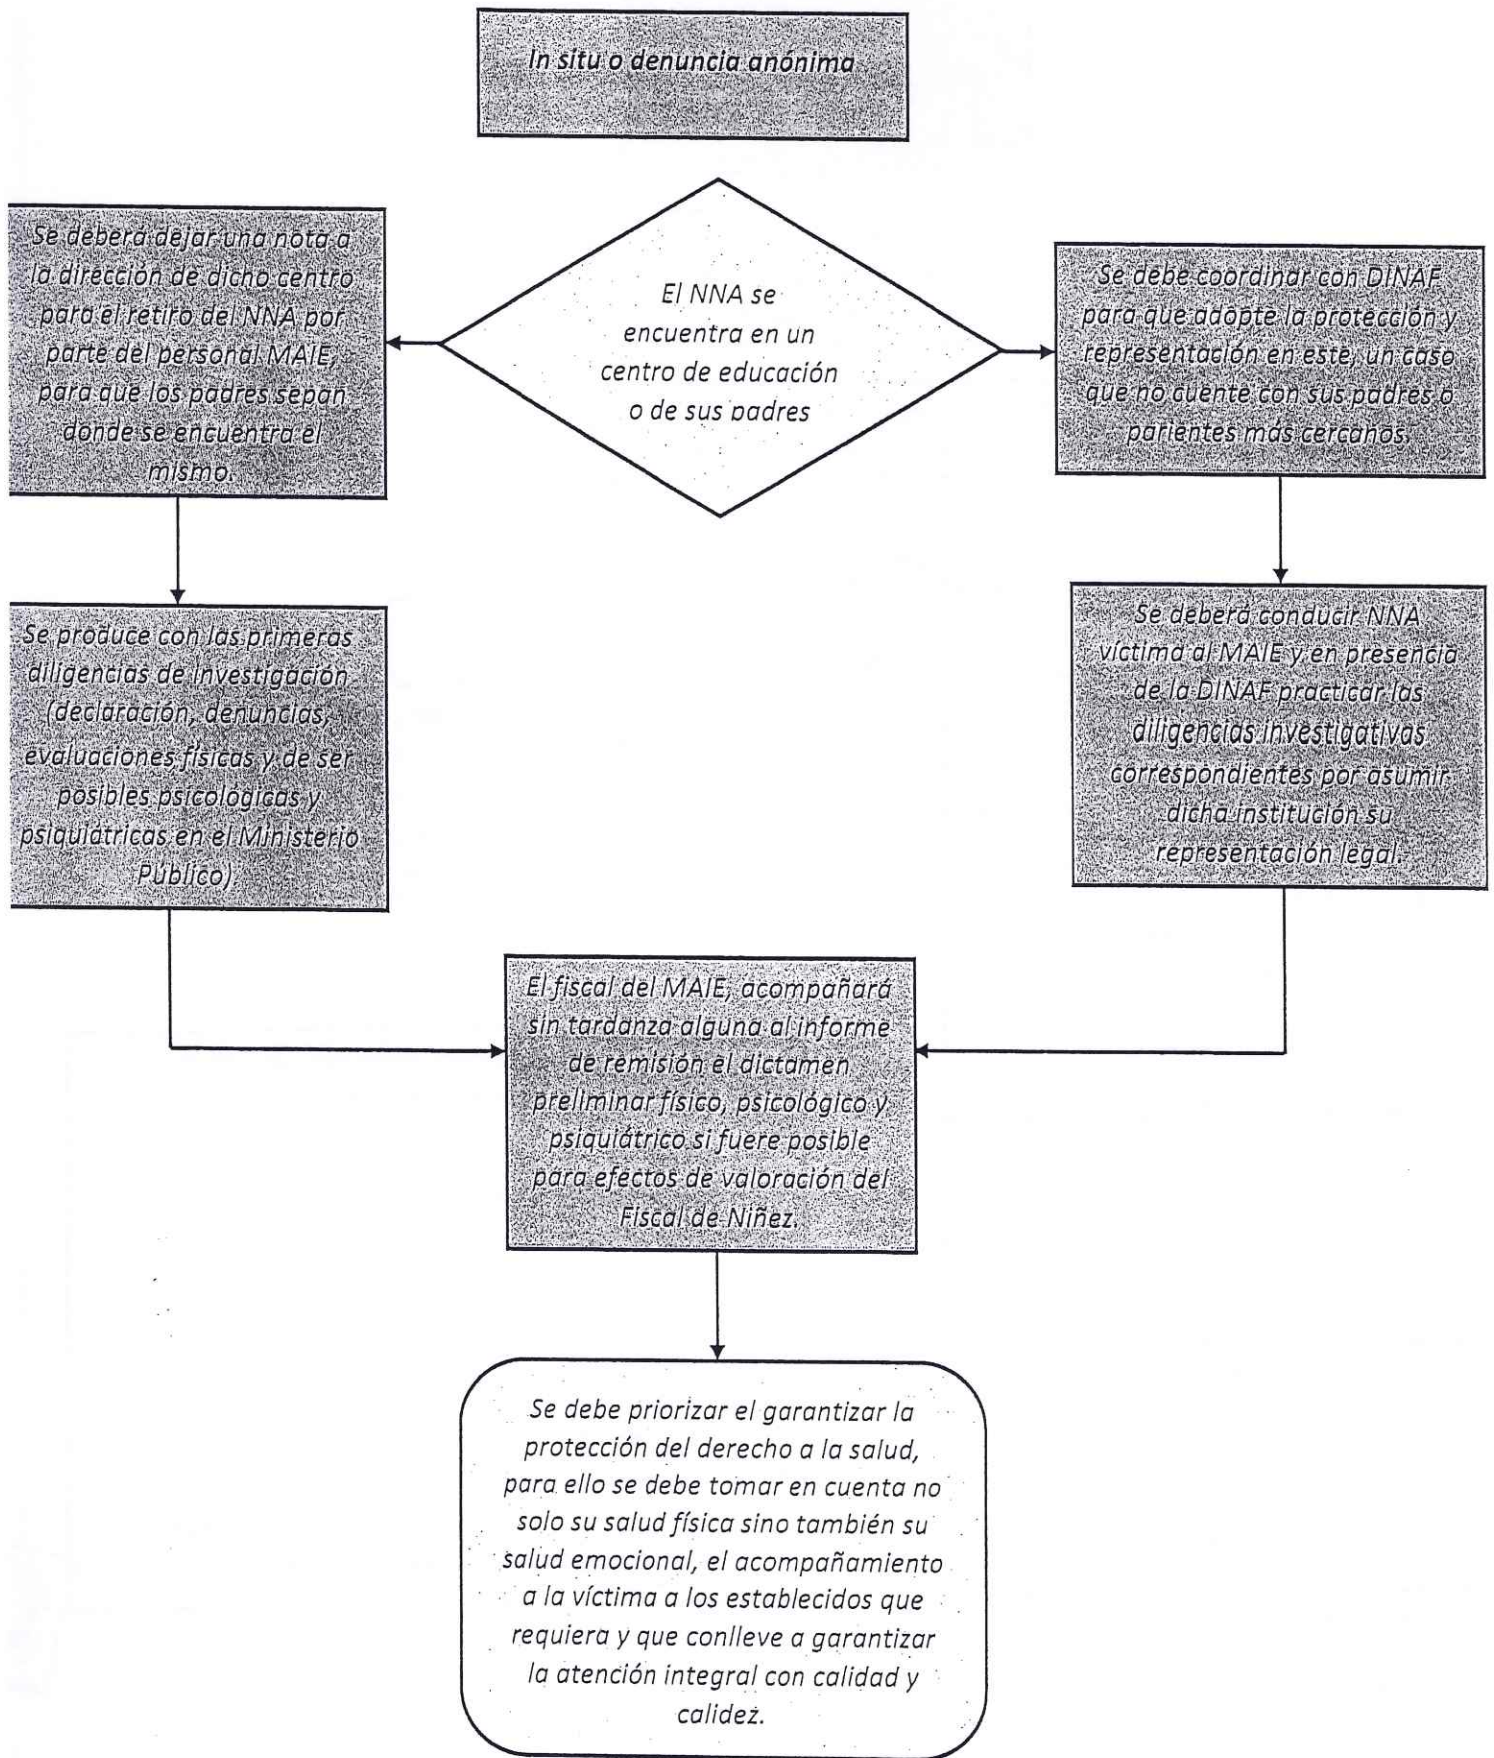 In situ o denuncia anónima
Se deberá dejar una nota a
la dirección de dicho centro
para el retiro del NNA por
parte del personal MAIE,
para que los padres sepan
donde se encuentra el
mismo.
El NNA se
encuentra en un
centro de educación
o de sus padres
Se debe coordinar con DINAF
para que adopte la protección y
representación en este, un caso
que no cuente con sus padres o
parientes más cercanos.
Se produce con las primeras
diligencias de investigación
(declaración, denuncias,
evaluaciones físicas y de ser
posibles psicológicas y
psiquiátricas en el Ministerio
Público)
Se deberá conducir NNA
víctima al MAIE y en presencia
de la DINAF practicar las
diligencias investigativas
correspondientes por asumir
dicha institución su
representación legal.
El fiscal del MAIE, acompañará
sin tardanza alguna al informe
de remisión el dictamen
preliminar físico, psicológico y
psiquiátrico si fuere posible
para efectos de valoración del
Fiscal de Niñez.
Se debe priorizar el garantizar la
protección del derecho a la salud,
para ello se debe tomar en cuenta no
solo su salud física sino también su
salud emocional, el acompañamiento
a la víctima a los establecidos que
requiera y que conlleve a garantizar
la atención integral con calidad y
calidez.